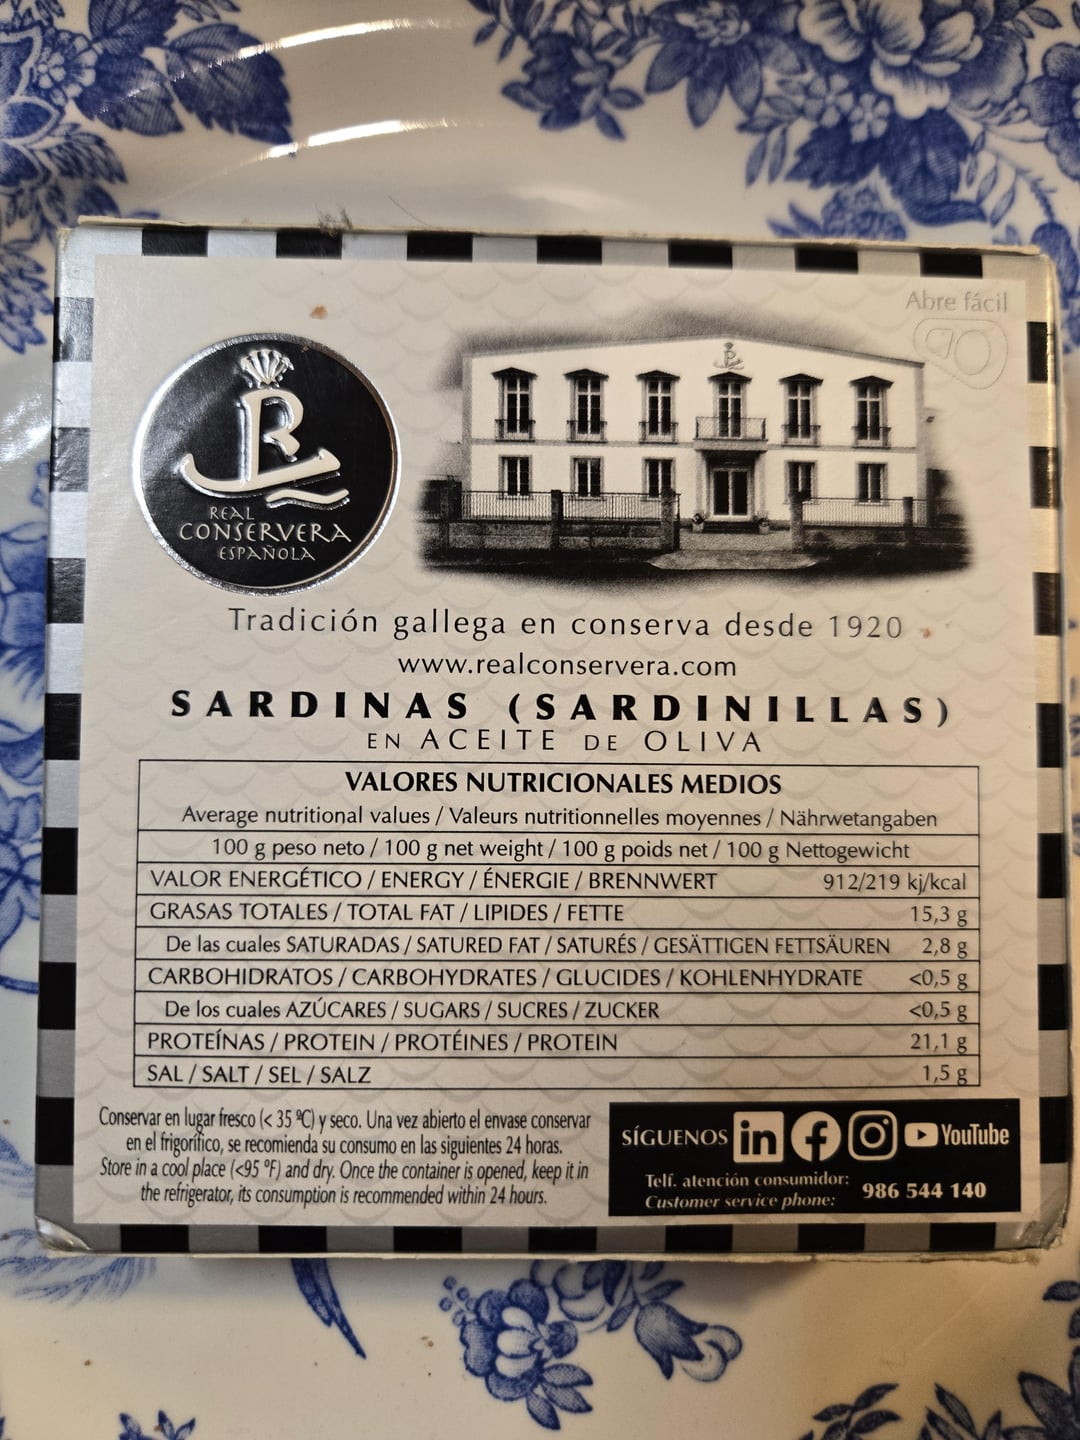 Abre fácil
REAL
CONSERVERA
ESPAÑOLA
Tradición gallega en conserva desde 1920
www.realconservera.com
SARDINAS (SARDINILLAS)
EN ACEITE DE OLIVA
VALORES NUTRICIONALES MEDIOS
Average nutritional values / Valeurs nutritionnelles moyennes / Nährwetangaben
100 g peso neto / 100 g net weight / 100 g poids net / 100 g Nettogewicht
VALOR ENERGÉTICO / ENERGY / ÉNERGIE / BRENNWERT 912/219 kj/kcal
GRASAS TOTALES / TOTAL FAT / LIPIDES / FETTE 15,3 g
De las cuales SATURADAS / SATURED FAT / SATURÉS / GESÄTTIGEN FETTSÄUREN 2,8 g
CARBOHIDRATOS / CARBOHYDRATES / GLUCIDES / KOHLENHYDRATE <0,5 g
De los cuales AZÚCARES / SUGARS / SUCRES / ZUCKER <0,5 g
PROTEÍNAS / PROTEIN / PROTÉINES / PROTEIN 21,1 g
SAL / SALT / SEL / SALZ 1,5 g
Conservar en lugar fresco (< 35 ºC) y seco. Una vez abierto el envase conservar
en el frigorífico, se recomienda su consumo en las siguientes 24 horas.
Store in a cool place (<95 °F) and dry. Once the container is opened, keep it in
the refrigerator, its consumption is recommended within 24 hours.
SÍGUENOS in f YouTube
Telf. atención consumidor:
Customer service phone: 986 544 140